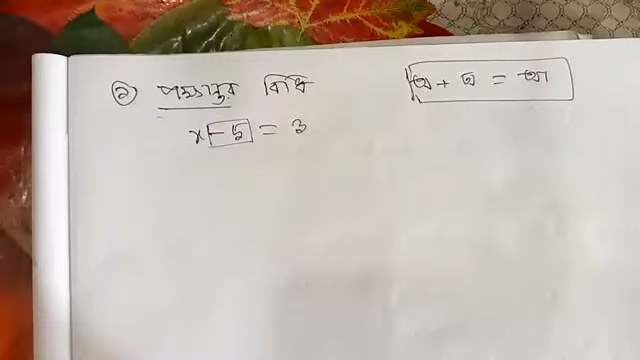 ② পক্ষান্তর বিধি
অ + অ = আ
x - 5 = 3